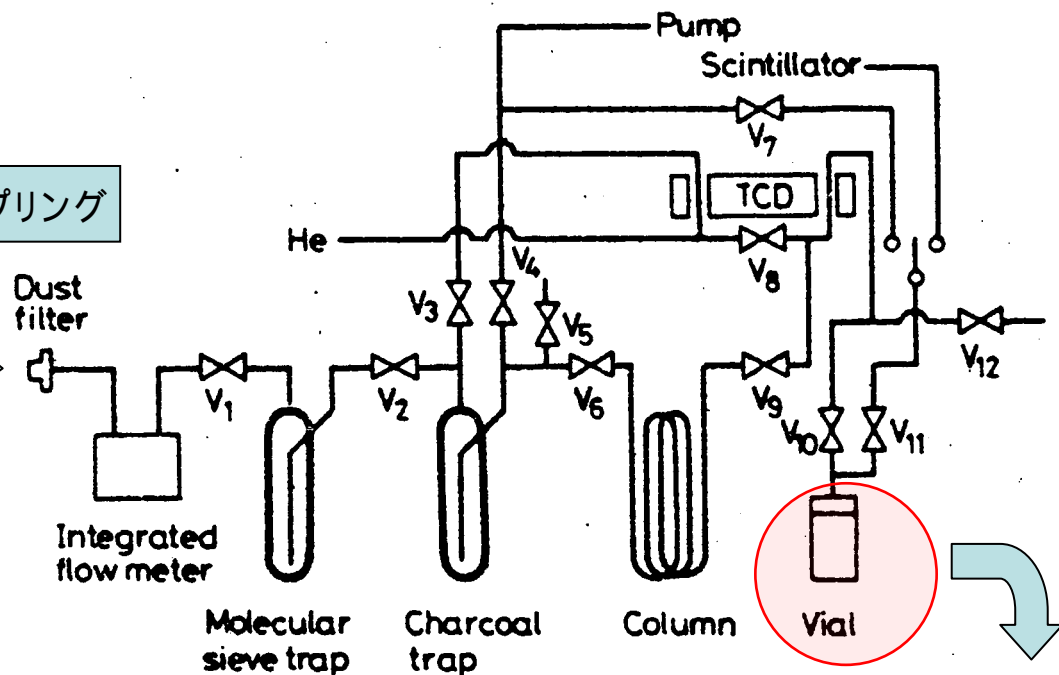 Pump
Scintillator
V7
プリング
TCD
He
V4
V8
Dust
filter
V3
V5
V12
V1
V2
V6
V9
V10
V11
Integrated
flow meter
Molecular
sieve trap
Charcoal
trap
Column
Vial